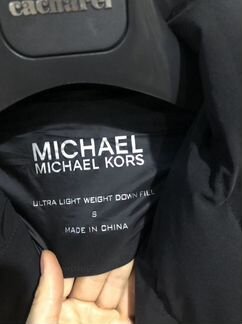 cacharel
MICHAEL
MICHAEL KORS
ULTRA LIGHT WEIGHT DOWN FILL
S
MADE IN CHINA